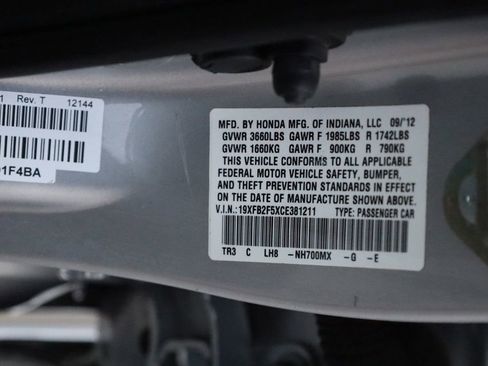 1 Rev. T 12144
91F4BA
MFD. BY HONDA MFG. OF INDIANA, LLC 09/'12
GVWR 3660LBS GAWR F 1985LBS R 1742LBS
GVWR 1660KG GAWR F 900KG R 790KG
THIS VEHICLE CONFORMS TO ALL APPLICABLE
FEDERAL MOTOR VEHICLE SAFETY, BUMPER,
AND THEFT PREVENTION STANDARDS IN EFFECT
ON THE DATE OF MANUFACTURE SHOWN ABOVE.
V.I.N.: 19XFB2F5XCE381211 TYPE: PASSENGER CAR
TR3 C LH8 -NH700MX -G -E